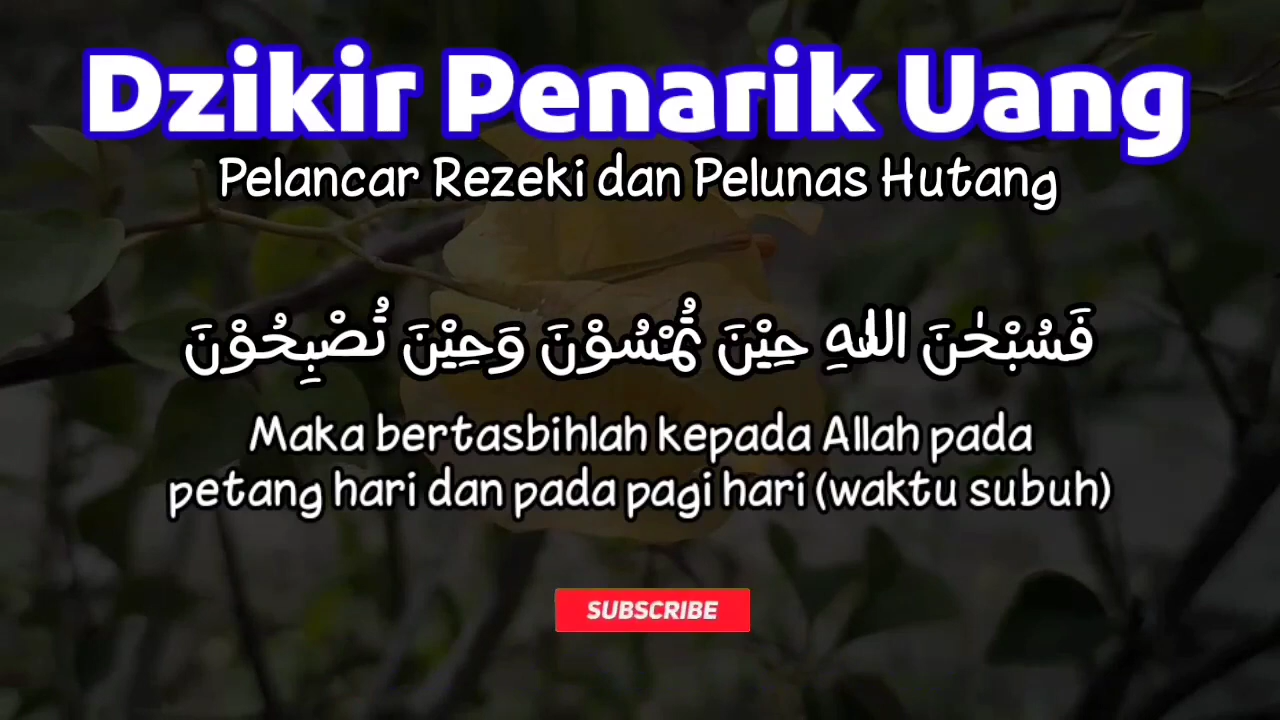 Dzikir Penarik Uang
Pelancar Rezeki dan Pelunas Hutang
فَسُبْحٰنَ اللهِ حِيْنَ تُمْسُوْنَ وَحِيْنَ تُصْبِحُوْنَ
Maka bertasbihlah kepada Allah pada
petang hari dan pada pagi hari (waktu subuh)
SUBSCRIBE